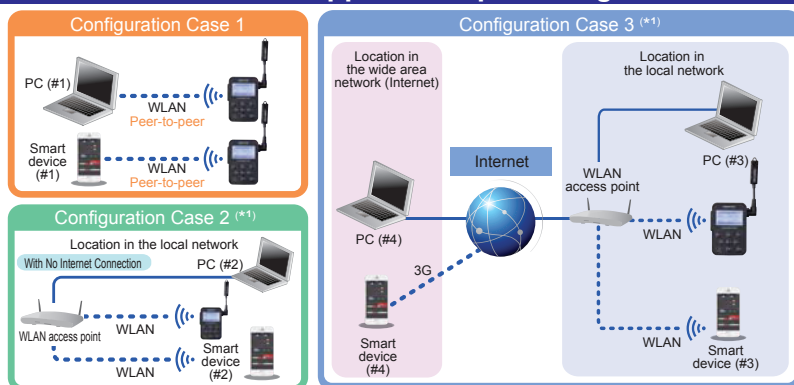 Configuration Case 1
PC (#1)
WLAN
Peer-to-peer
Smart
device
(#1)
WLAN
Peer-to-peer
Configuration Case 2 (*1)
Location in the local network
With No Internet Connection
PC (#2)
WLAN access point
WLAN
WLAN
Smart
device
(#2)
Configuration Case 3 (*1)
Location in
the wide area
network (Internet)
PC (#4)
3G
Smart
device
(#4)
Internet
Location in
the local network
PC (#3)
WLAN
access point
WLAN
WLAN
Smart
device (#3)